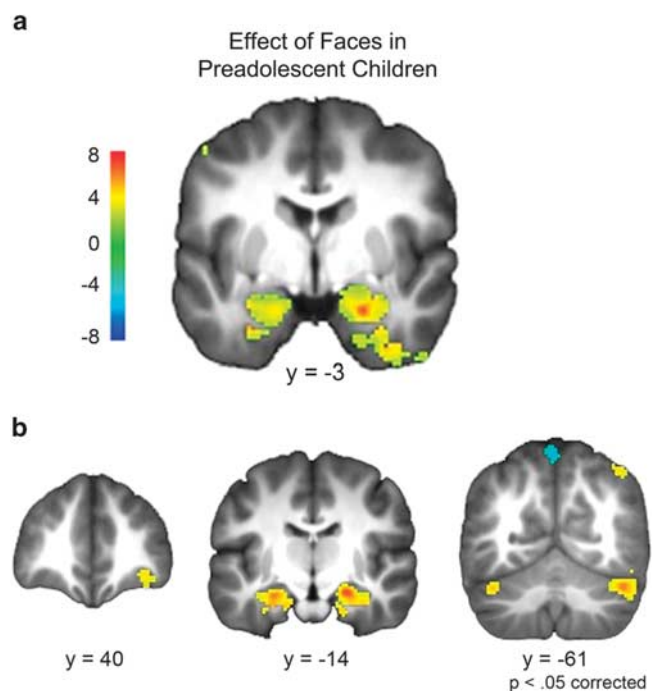 a
Effect of Faces in
Preadolescent Children
8
4
0
-4
-8
y = -3
b
y = 40
y = -14
y = -61
p < .05 corrected